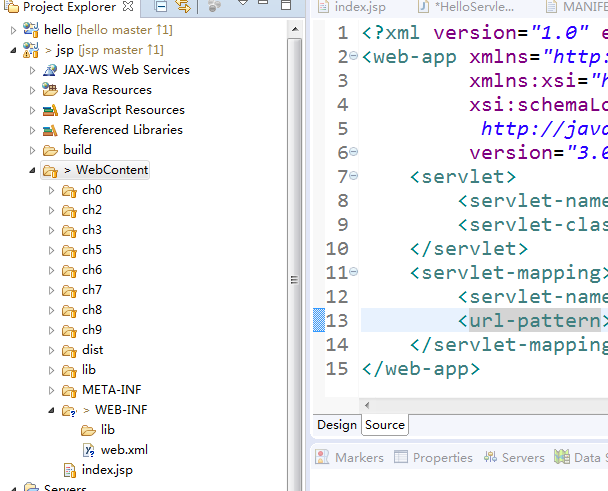 Project Explorer
hello [hello master ↑1]
> jsp [jsp master ↑1]
JAX-WS Web Services
Java Resources
JavaScript Resources
Referenced Libraries
build
> WebContent
ch0
ch2
ch3
ch5
ch6
ch7
ch8
ch9
dist
lib
META-INF
> WEB-INF
lib
web.xml
index.jsp
Servers
index.jsp *HelloServle... MANIFE
1 <?xml version="1.0" e
2 <web-app xmlns="http:
3 xmlns:xsi="h
4 xsi:schemaLo
5 http://java
6 version="3.0
7 <servlet>
8 <servlet-name
9 <servlet-clas
10 </servlet>
11 <servlet-mapping>
12 <servlet-name
13 <url-pattern>
14 </servlet-mapping
15 </web-app>
Design Source
Markers Properties Servers Data S